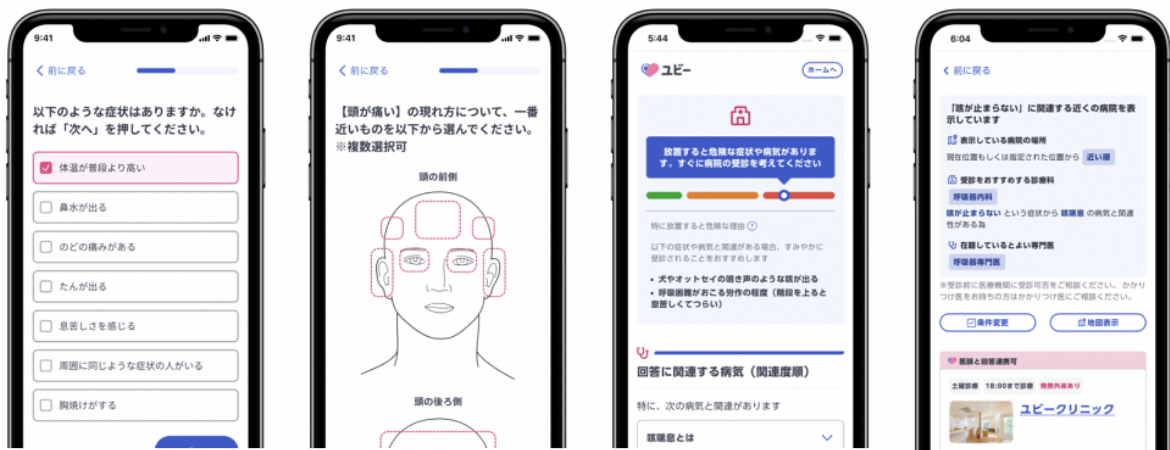 9:41
前に戻る
以下のような症状はありますか。なけ
れば「次へ」を押してください。
体温が普段より高い
鼻水が出る
のどの痛みがある
たんが出る
息苦しさを感じる
周囲に同じような症状の人がいる
胸焼けがする
9:41
前に戻る
【頭が痛い】の現れ方について、一番
近いものを以下から選んでください。
※複数選択可
頭の前側
頭の後ろ側
5:44
ユビー
ホームへ
放置すると危険な症状や病気がありま
す。すぐに病院の受診を考えてください
特に放置すると危険な理由 ?
以下の症状や病気と関連がある場合、すみやかに
受診されることをおすすめします
• 犬やオットセイの鳴き声のような咳が出る
• 呼吸困難がおこる労作の程度（階段を上ると
息苦しくてつらい）
回答に関連する病気（関連度順）
特に、次の病気と関連があります
咳喘息とは
6:04
前に戻る
「咳が止まらない」に関連する近くの病院を表
示しています
表示している病院の場所
現在位置もしくは指定された位置から 近い順
受診をおすすめする診療科
呼吸器内科
咳が止まらない という症状から 咳喘息 の病気と関連
性がある為
在籍しているとよい専門医
呼吸器専門医
※受診前に医療機関に受診可否をご相談ください。 かかり
つけ医をお持ちの方はかかりつけ医にご相談ください。
条件変更
地図表示
医師と回答連携可
土曜診療 18:00まで診療 発熱外来あり
ユビークリニック